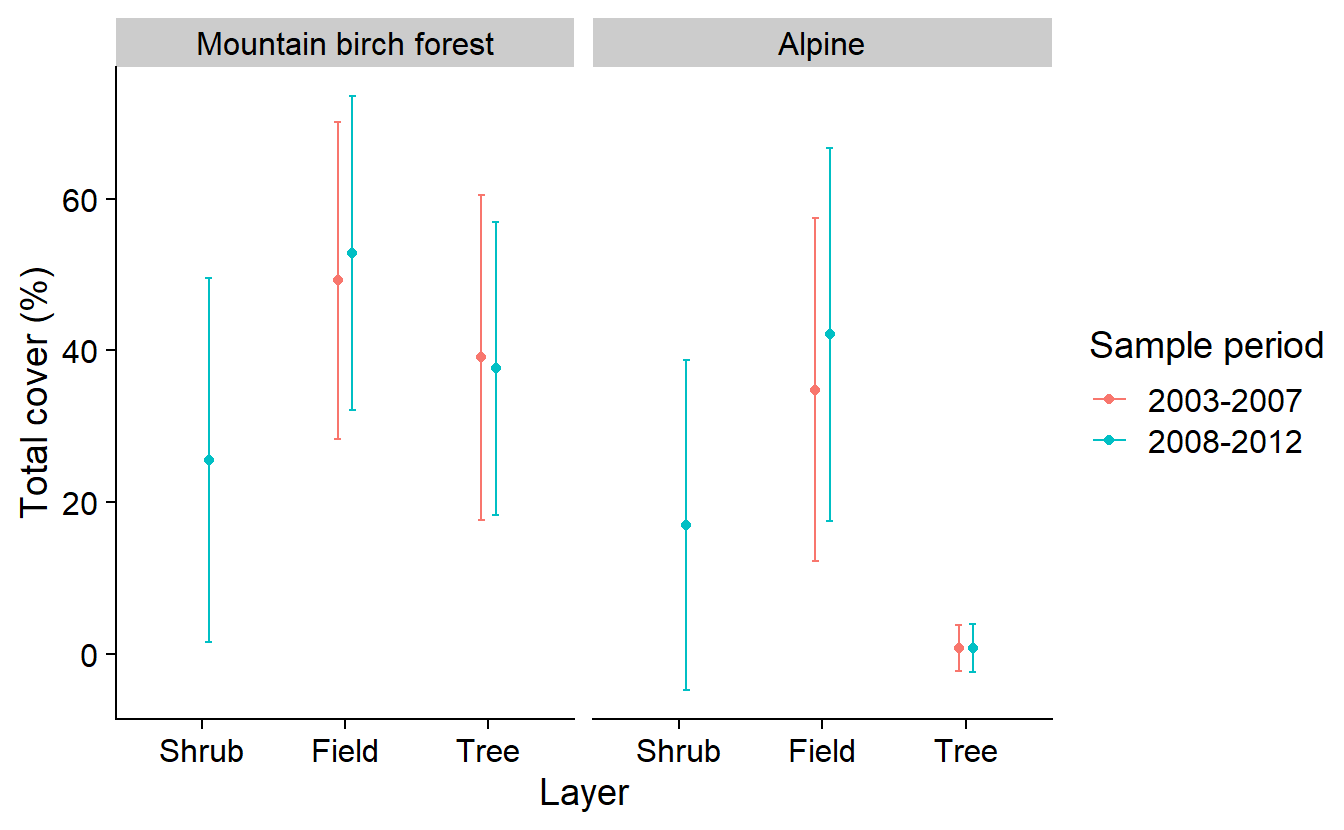 Mountain birch forest
Alpine
Total cover (%)
60
40
20
0
Shrub
Field
Tree
Shrub
Field
Tree
Layer
Sample period
2003-2007
2008-2012